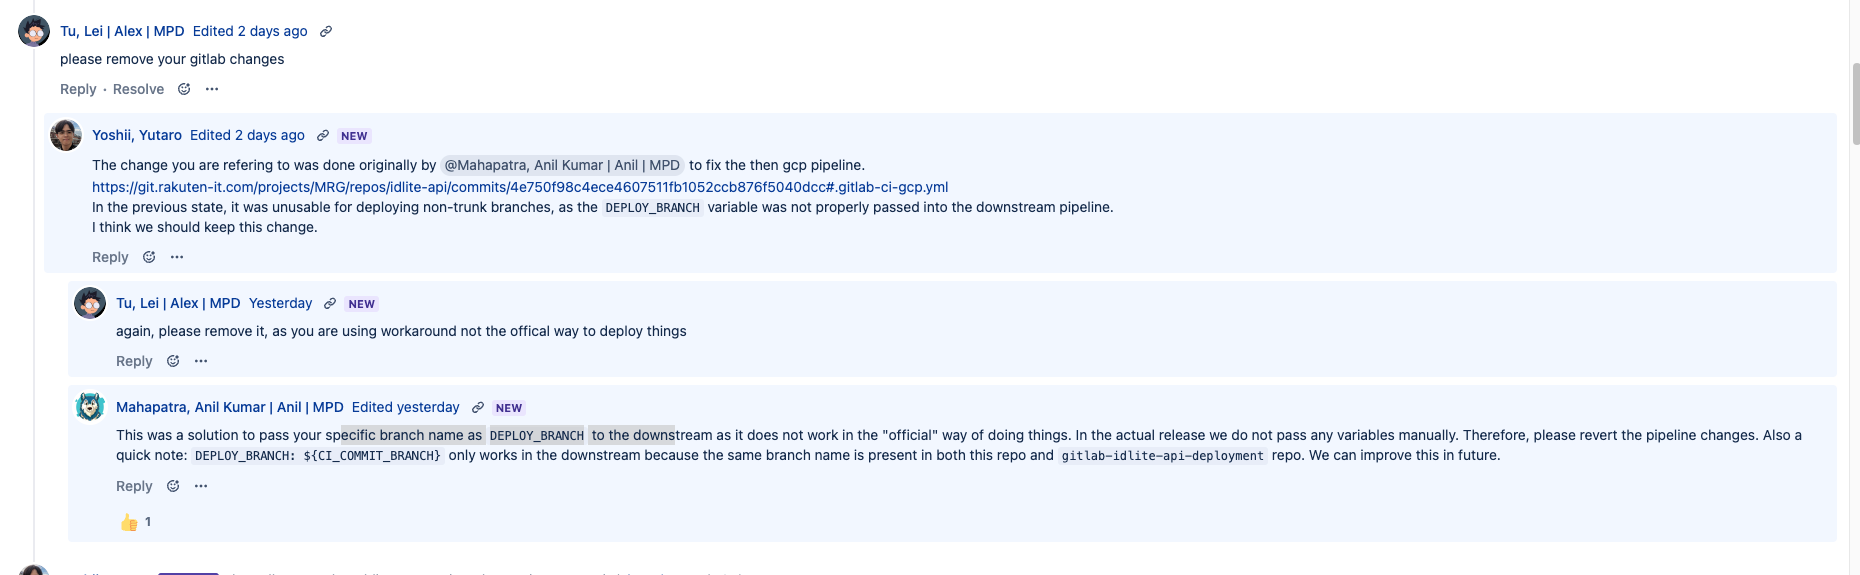 Tu, Lei | Alex | MPD Edited 2 days ago
please remove your gitlab changes
Reply · Resolve
Yoshii, Yutaro Edited 2 days ago NEW
The change you are refering to was done originally by @Mahapatra, Anil Kumar | Anil | MPD to fix the then gcp pipeline.
https://git.rakuten-it.com/projects/MRG/repos/idlite-api/commits/4e750f98c4ece4607511fb1052ccb876f5040dcc#.gitlab-ci-gcp.yml
In the previous state, it was unusable for deploying non-trunk branches, as the DEPLOY_BRANCH variable was not properly passed into the downstream pipeline.
I think we should keep this change.
Reply
Tu, Lei | Alex | MPD Yesterday NEW
again, please remove it, as you are using workaround not the offical way to deploy things
Reply
Mahapatra, Anil Kumar | Anil | MPD Edited yesterday NEW
This was a solution to pass your specific branch name as DEPLOY_BRANCH to the downstream as it does not work in the "official" way of doing things. In the actual release we do not pass any variables manually. Therefore, please revert the pipeline changes. Also a
quick note: DEPLOY_BRANCH: ${CI_COMMIT_BRANCH} only works in the downstream because the same branch name is present in both this repo and gitlab-idlite-api-deployment repo. We can improve this in future.
Reply
1